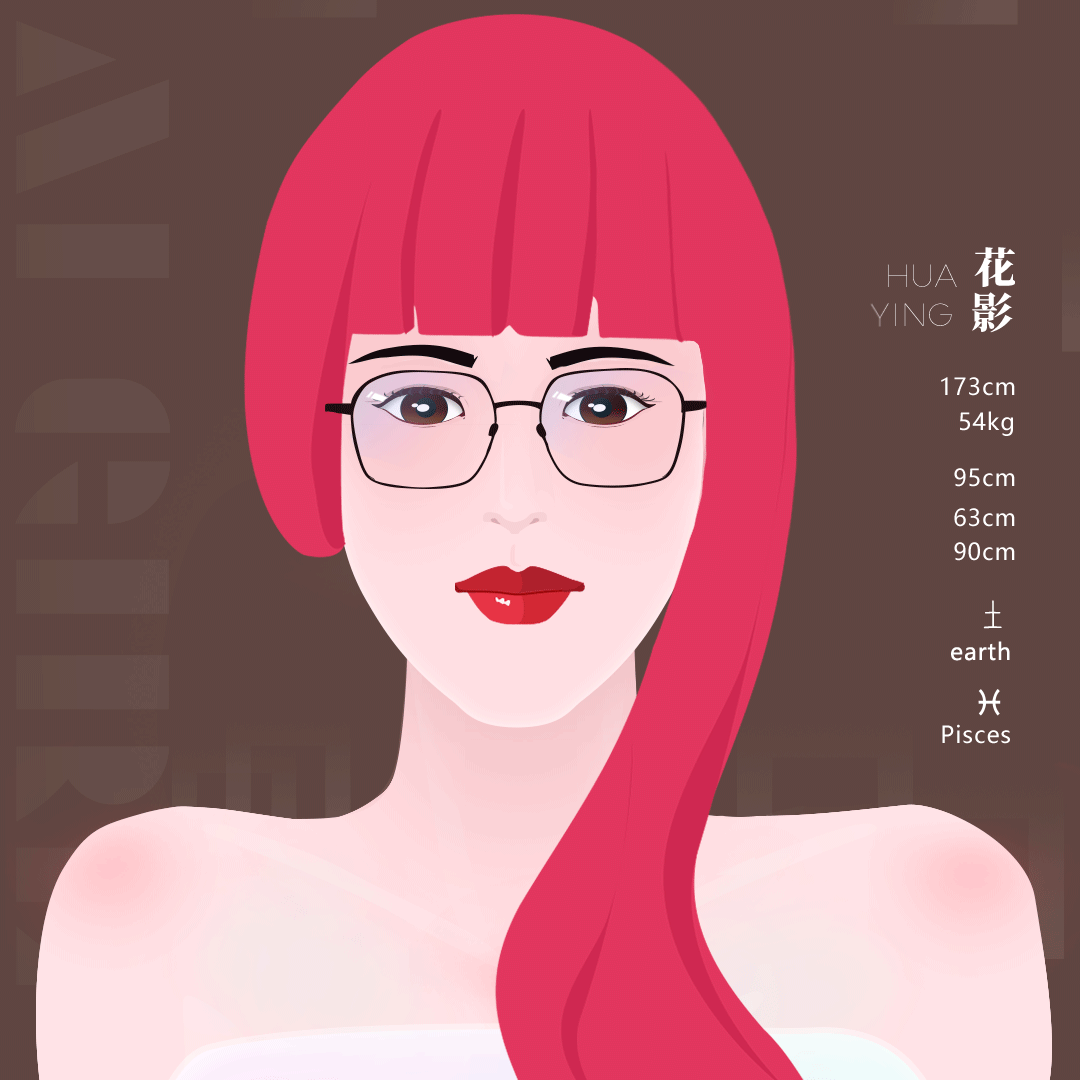 花影
HUA
YING
173cm
54kg
95cm
63cm
90cm
土
earth
♓
Pisces